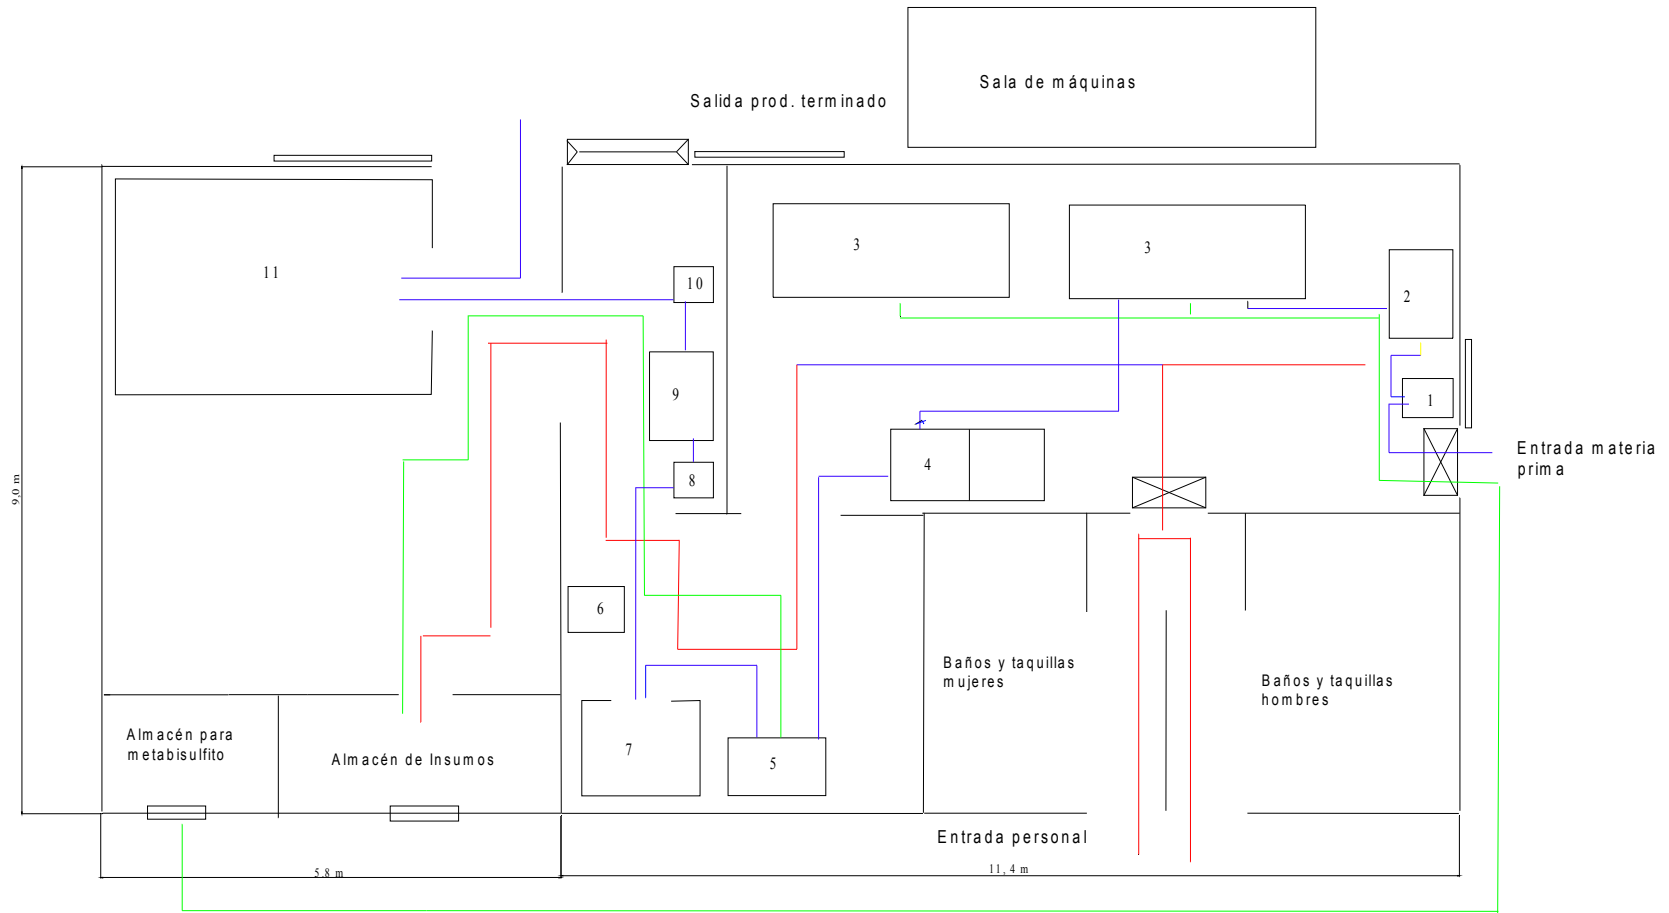 Sala de máquinas
Salida prod. terminado
3
3
11
10
2
9
1
Entrada materia
prima
4
8
9,0 m
6
Baños y taquillas
mujeres
Baños y taquillas
hombres
Almacén para
metabisulfito
Almacén de Insumos
7
5
Entrada personal
5.8 m
11, 4 m